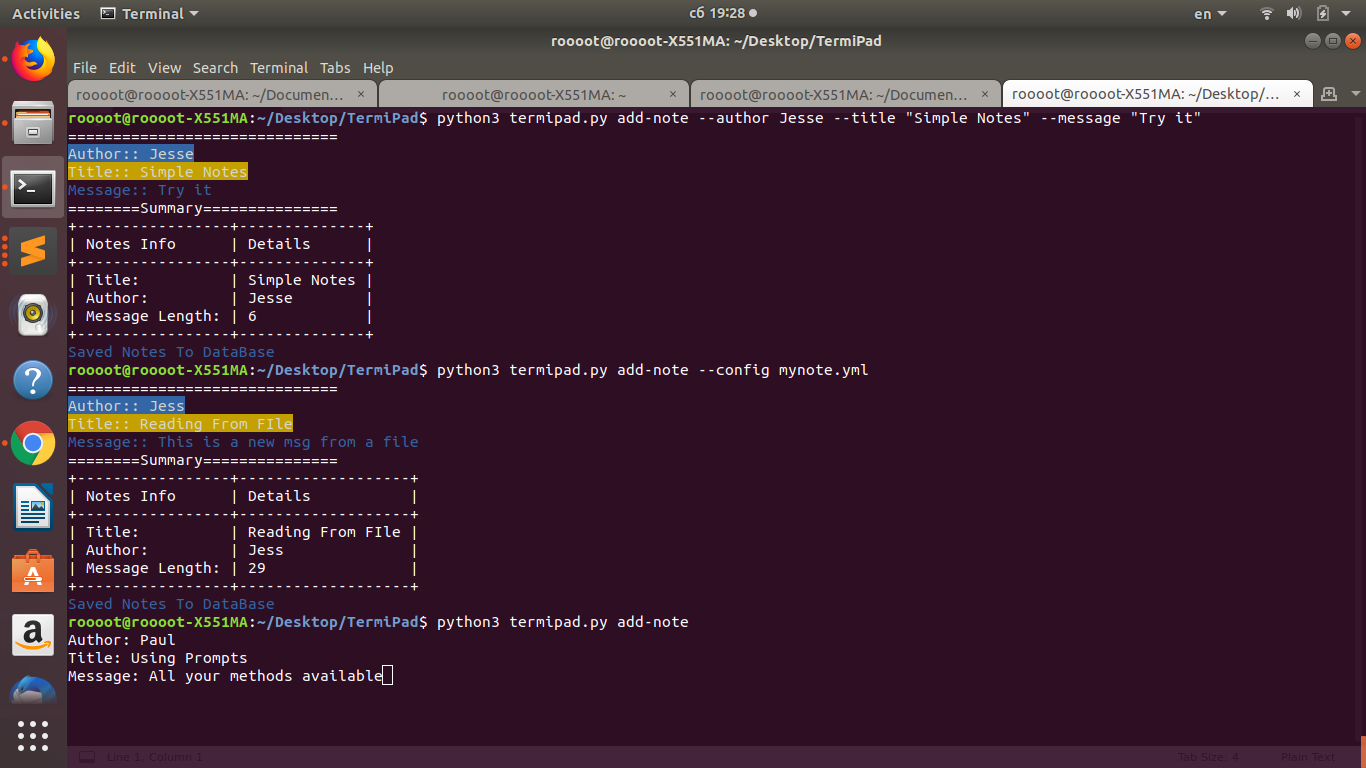 Activities Terminal сб 19:28 en
roooot@roooot-X551MA: ~/Desktop/TermiPad
File Edit View Search Terminal Tabs Help
roooot@roooot-X551MA: ~/Documen... × roooot@roooot-X551MA: ~ × roooot@roooot-X551MA: ~/Documen... × roooot@roooot-X551MA: ~/Desktop/... ×
roooot@roooot-X551MA:~/Desktop/TermiPad$ python3 termipad.py add-note --author Jesse --title "Simple Notes" --message "Try it"
==============================
Author:: Jesse
Title:: Simple Notes
Message:: Try it
========Summary===============
+-----------------+--------------+
| Notes Info      | Details      |
+-----------------+--------------+
| Title:          | Simple Notes |
| Author:         | Jesse        |
| Message Length: | 6            |
+-----------------+--------------+
Saved Notes To DataBase
roooot@roooot-X551MA:~/Desktop/TermiPad$ python3 termipad.py add-note --config mynote.yml
==============================
Author:: Jess
Title:: Reading From FIle
Message:: This is a new msg from a file
========Summary===============
+-----------------+-------------------+
| Notes Info      | Details           |
+-----------------+-------------------+
| Title:          | Reading From FIle |
| Author:         | Jess              |
| Message Length: | 29                |
+-----------------+-------------------+
Saved Notes To DataBase
roooot@roooot-X551MA:~/Desktop/TermiPad$ python3 termipad.py add-note
Author: Paul
Title: Using Prompts
Message: All your methods available
Line 1, Column 1 Tab Size: 4 Plain Text